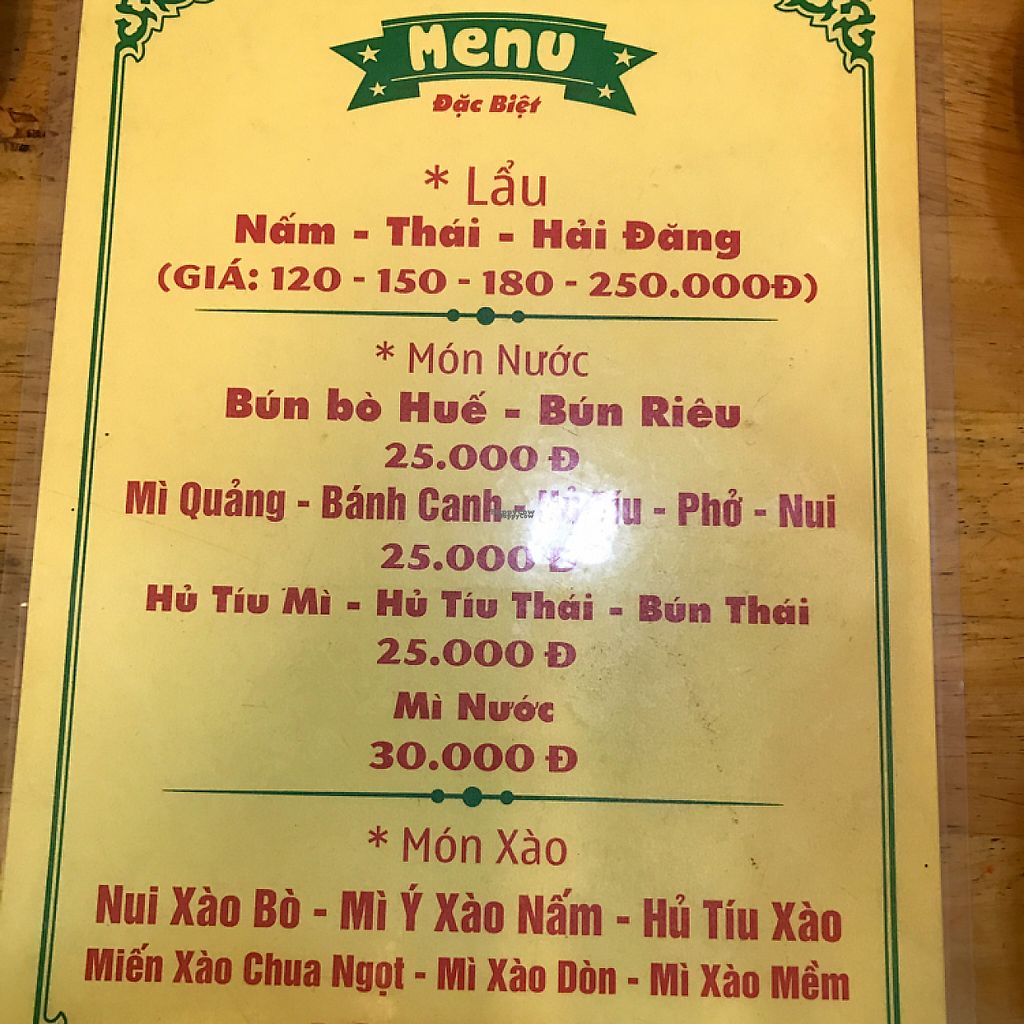 Menu
Đặc Biệt
* Lẩu
Nấm - Thái - Hải Đăng
(GIÁ: 120 - 150 - 180 - 250.000Đ)
* Món Nước
Bún bò Huế - Bún Riêu
25.000 Đ
Mì Quảng - Bánh Canh - Hủ Tíu - Phở - Nui
happycow
25.000 Đ
Hủ Tíu Mì - Hủ Tíu Thái - Bún Thái
25.000 Đ
Mì Nước
30.000 Đ
* Món Xào
Nui Xào Bò - Mì Ý Xào Nấm - Hủ Tíu Xào
Miến Xào Chua Ngọt - Mì Xào Dòn - Mì Xào Mềm